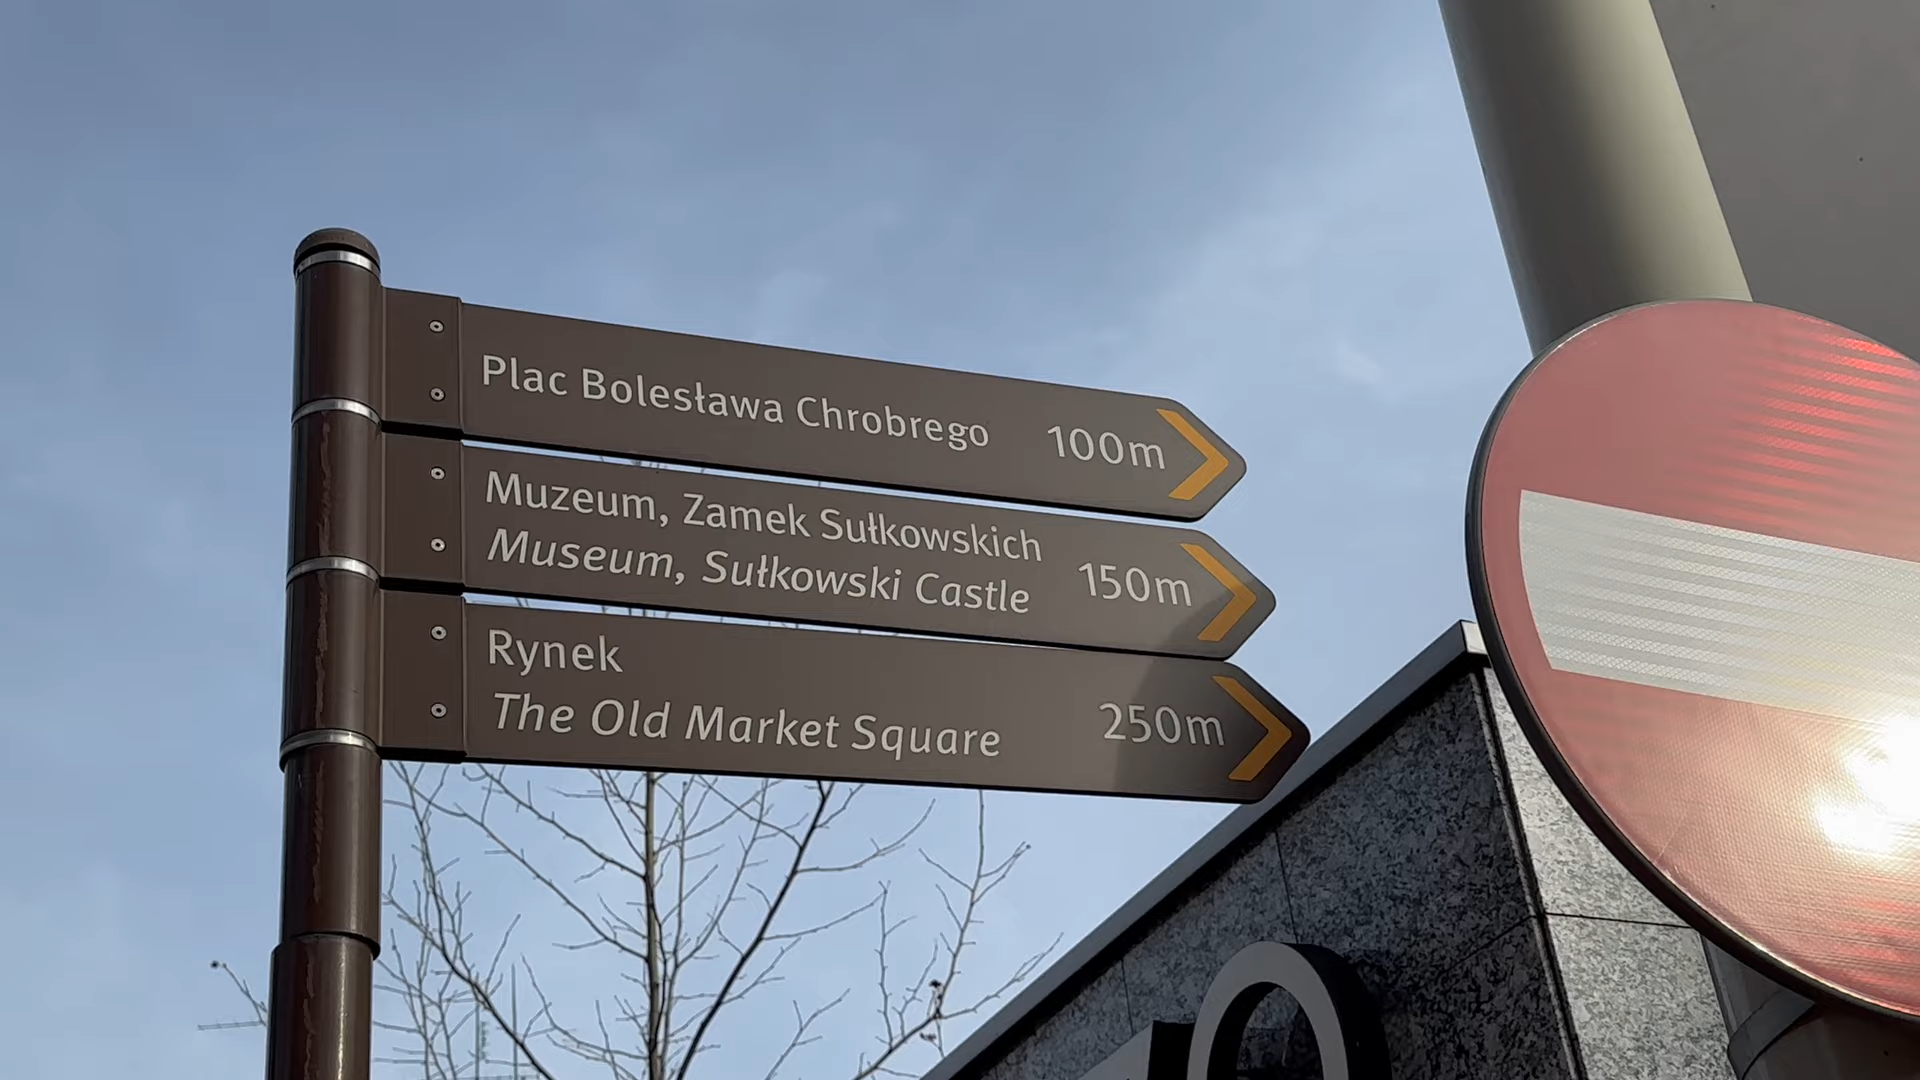 Plac Bolesława Chrobrego 100m
Muzeum, Zamek Sułkowskich
Museum, Sułkowski Castle 150m
Rynek
The Old Market Square 250m